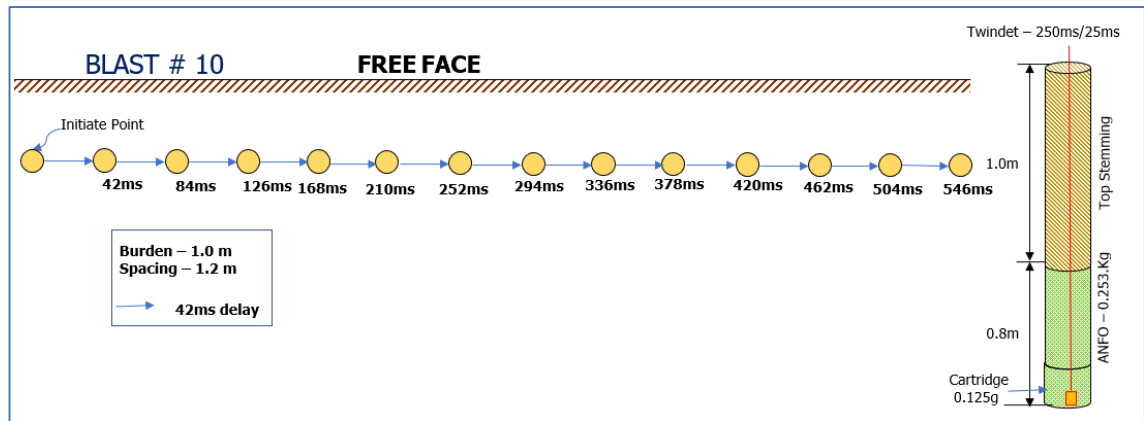 Twindet – 250ms/25ms
BLAST # 10
FREE FACE
Initiate Point
42ms
84ms
126ms
168ms
210ms
252ms
294ms
336ms
378ms
420ms
462ms
504ms
546ms
1.0m
Top Stemming
Burden – 1.0 m
Spacing – 1.2 m
42ms delay
0.8m
ANFO – 0.253.Kg
Cartridge
0.125g